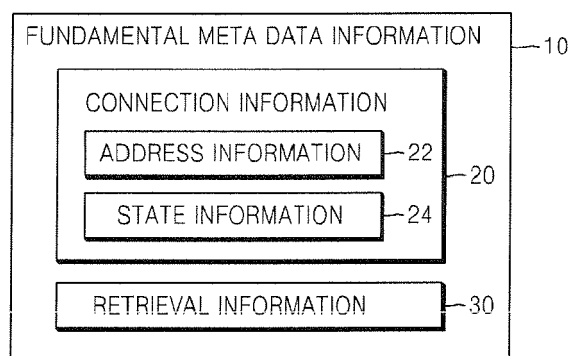 FUNDAMENTAL META DATA INFORMATION
10
CONNECTION INFORMATION
ADDRESS INFORMATION
22
20
STATE INFORMATION
24
RETRIEVAL INFORMATION
30